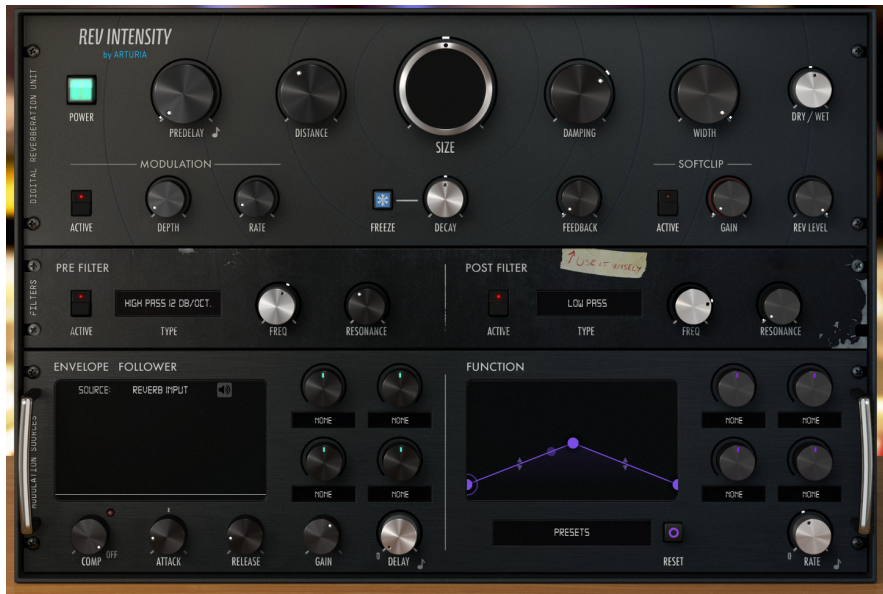 REV INTENSITY
by ARTURIA
DIGITAL REVERBERATION UNIT
POWER
PREDELAY
DISTANCE
SIZE
DAMPING
WIDTH
DRY / WET
MODULATION
SOFTCLIP
ACTIVE
DEPTH
RATE
FREEZE
DECAY
FEEDBACK
ACTIVE
GAIN
REV LEVEL
FILTERS
PRE FILTER
POST FILTER
↑ USE IT WISELY
HIGH PASS 12 DB/OCT.
LOW PASS
ACTIVE
TYPE
FREQ
RESONANCE
ACTIVE
TYPE
FREQ
RESONANCE
MODULATION SOURCES
ENVELOPE FOLLOWER
FUNCTION
SOURCE: REVERB INPUT
NONE
NONE
NONE
NONE
NONE
NONE
NONE
NONE
PRESETS
OFF
0
0
COMP
ATTACK
RELEASE
GAIN
DELAY
RESET
RATE